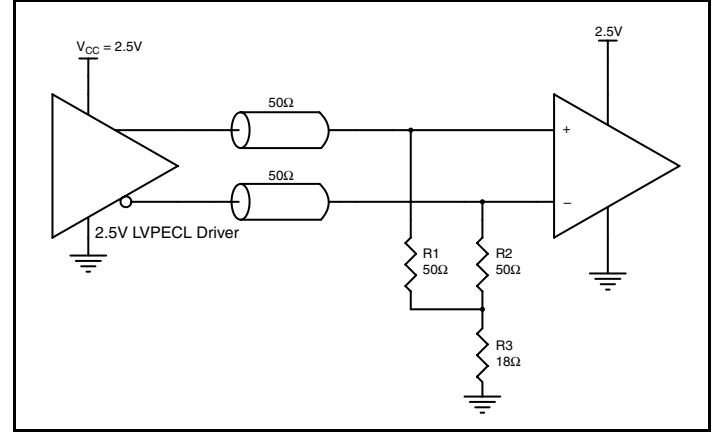 V_CC = 2.5V
2.5V
50Ω
+
50Ω
−
2.5V LVPECL Driver
R1
50Ω
R2
50Ω
R3
18Ω